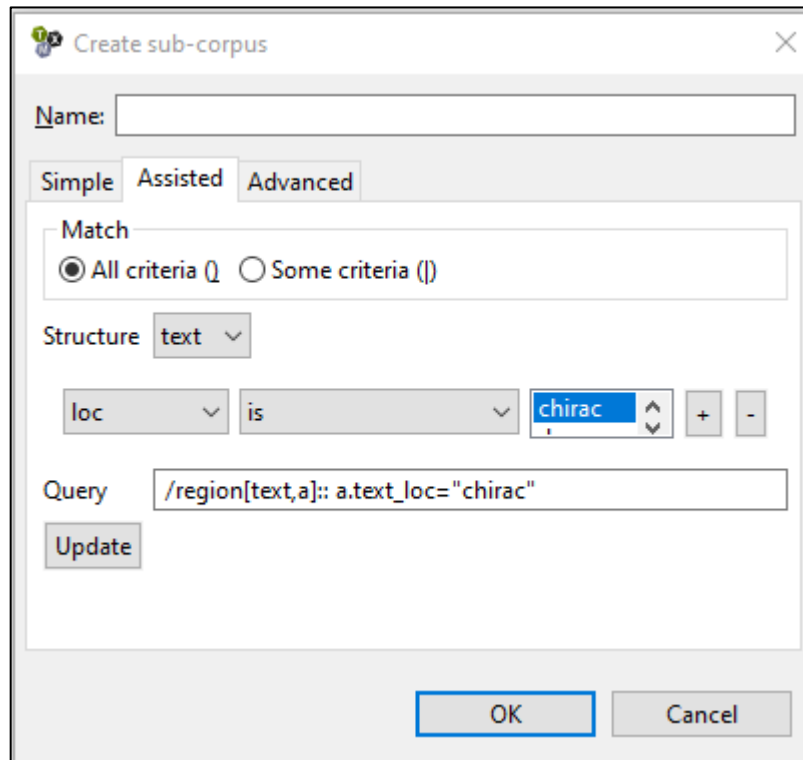 Create sub-corpus
Name:
Simple Assisted Advanced
Match
All criteria () Some criteria (|)
Structure text
loc is chirac + -
Query /region[text,a]:: a.text_loc="chirac"
Update
OK Cancel